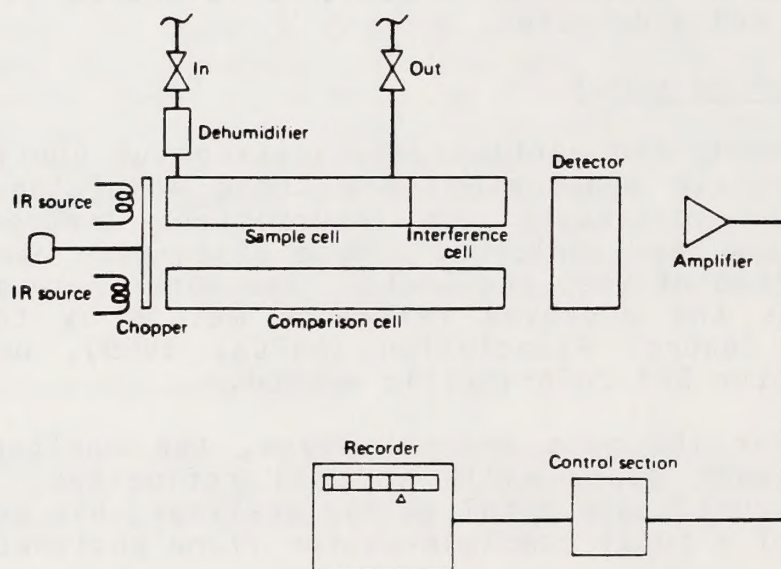 In
Out
Dehumidifier
Detector
IR source
Sample cell
Interference
cell
Amplifier
IR source
Chopper
Comparison cell
Recorder
Control section